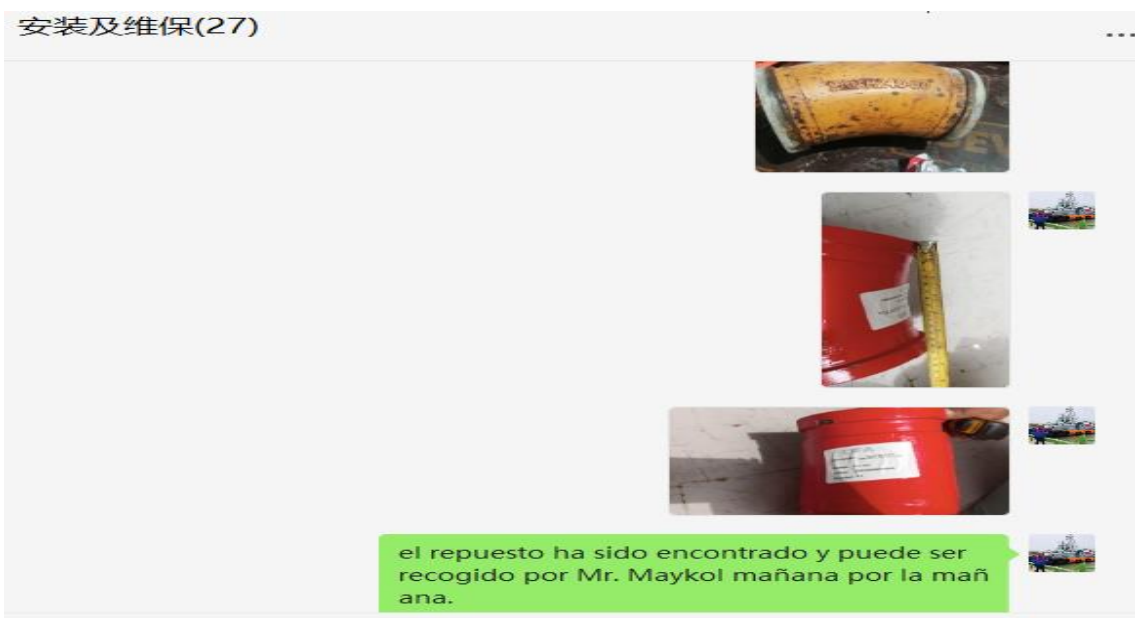 安装及维保(27)
...
el repuesto ha sido encontrado y puede ser
recogido por Mr. Maykol mañana por la mañ
ana.